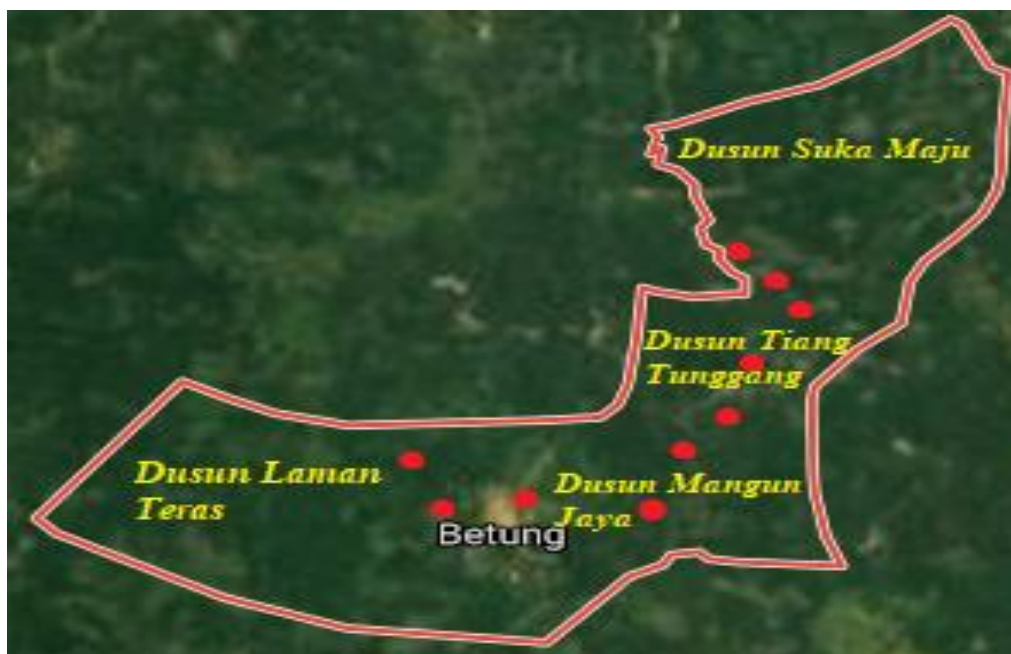 Dusun Suka Maju
Dusun Tiang
Tunggang
Dusun Laman
Teras
Dusun Mangun
Jaya
Betung